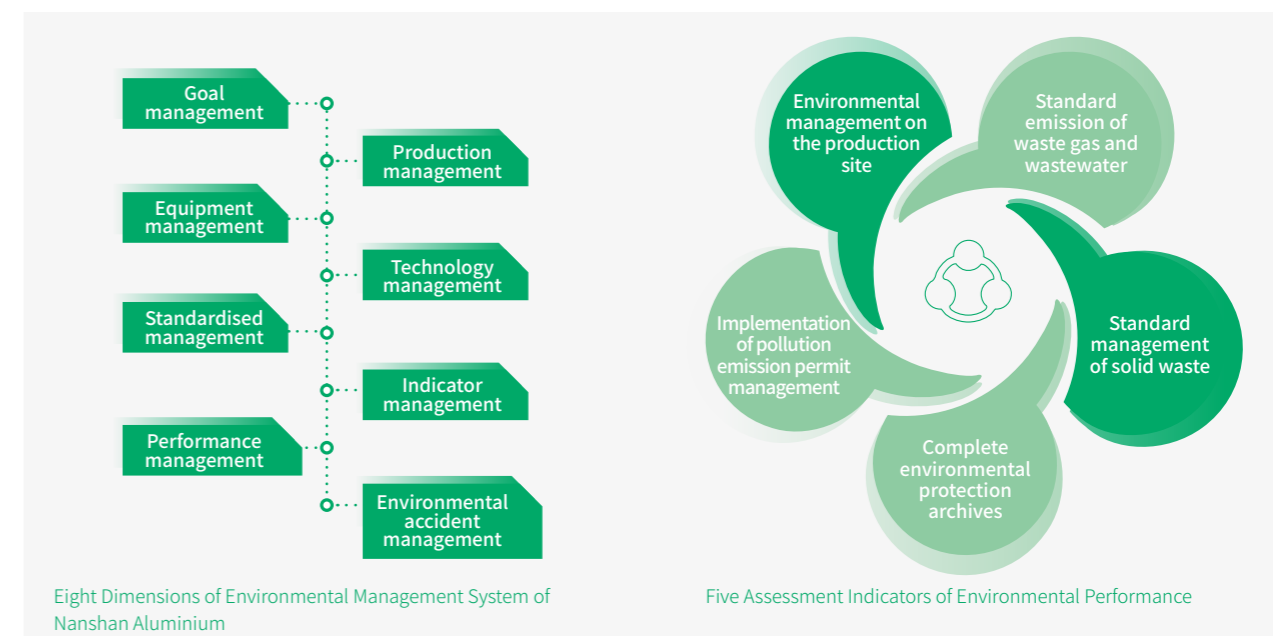 Goal
management
Production
management
Equipment
management
Technology
management
Standardised
management
Indicator
management
Performance
management
Environmental
accident
management
Eight Dimensions of Environmental Management System of
Nanshan Aluminium
Environmental
management on
the production
site
Standard
emission of
waste gas and
wastewater
Standard
management
of solid waste
Complete
environmental
protection
archives
Implementation
of pollution
emission permit
management
Five Assessment Indicators of Environmental Performance